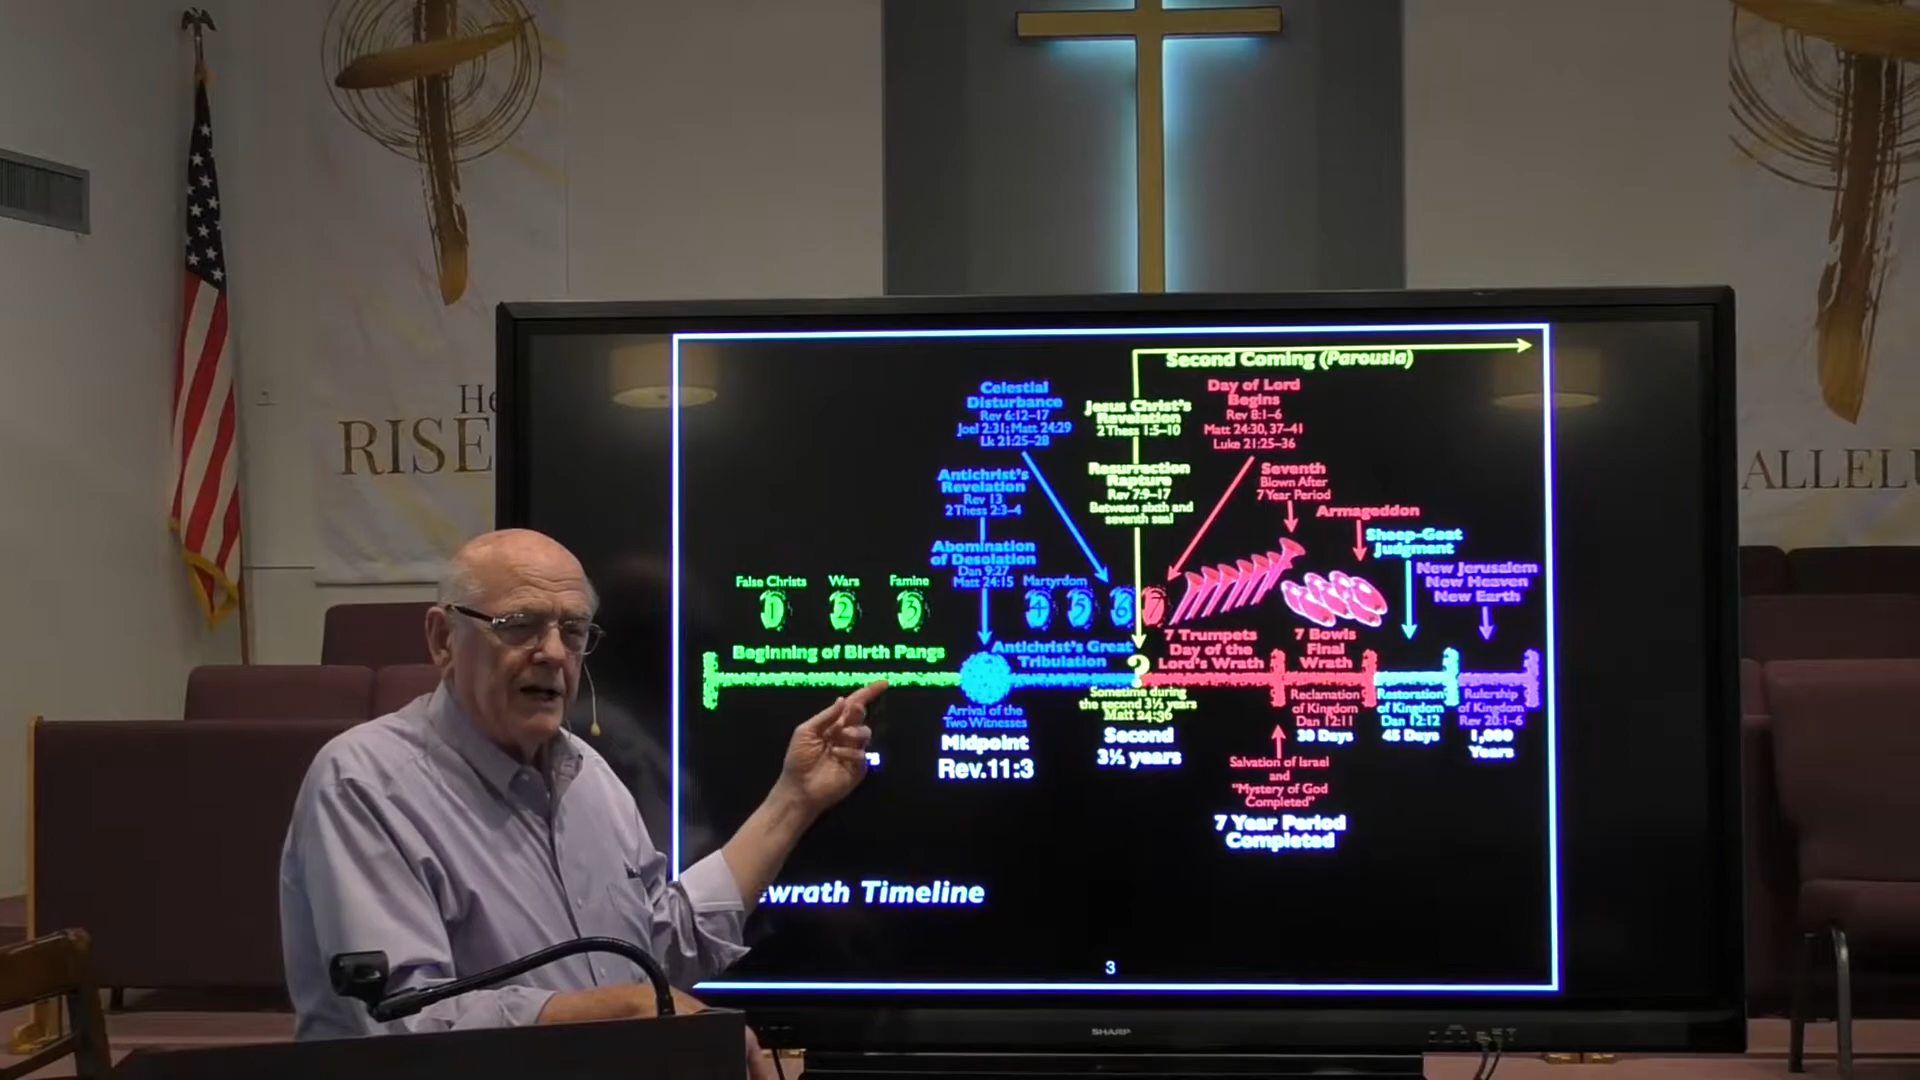 He
RISE
ALLELU
Second Coming (Parousia)
Celestial
Disturbance
Rev 6:12–17
Joel 2:31; Matt 24:29
Lk 21:25–28
Jesus Christ's
Revelation
2 Thess 1:5–10
Day of Lord
Begins
Rev 8:1–6
Matt 24:30, 37–41
Luke 21:25–36
Antichrist's
Revelation
Rev 13
2 Thess 2:3–4
Resurrection
Rapture
Rev 7:9–17
Between sixth and
seventh seal
Seventh
Blown After
7 Year Period
Armageddon
Sheep-Goat
Judgment
Abomination
of Desolation
Dan 9:27
Matt 24:15
New Jerusalem
New Heaven
New Earth
False Christs
Wars
Famine
Martyrdom
1
2
3
4
5
6
7
Beginning of Birth Pangs
Antichrist's Great
Tribulation
?
7 Trumpets
Day of the
Lord's Wrath
7 Bowls
Final
Wrath
Arrival of the
Two Witnesses
Midpoint
Rev.11:3
Sometime during
the second 3½ years
Matt 24:36
Second
3½ years
Reclamation
of Kingdom
Dan 12:11
30 Days
Restoration
of Kingdom
Dan 12:12
45 Days
Rulership
of Kingdom
Rev 20:1–6
1,000
Years
rs
Salvation of Israel
and
"Mystery of God
Completed"
7 Year Period
Completed
ewrath Timeline
3
SHARP